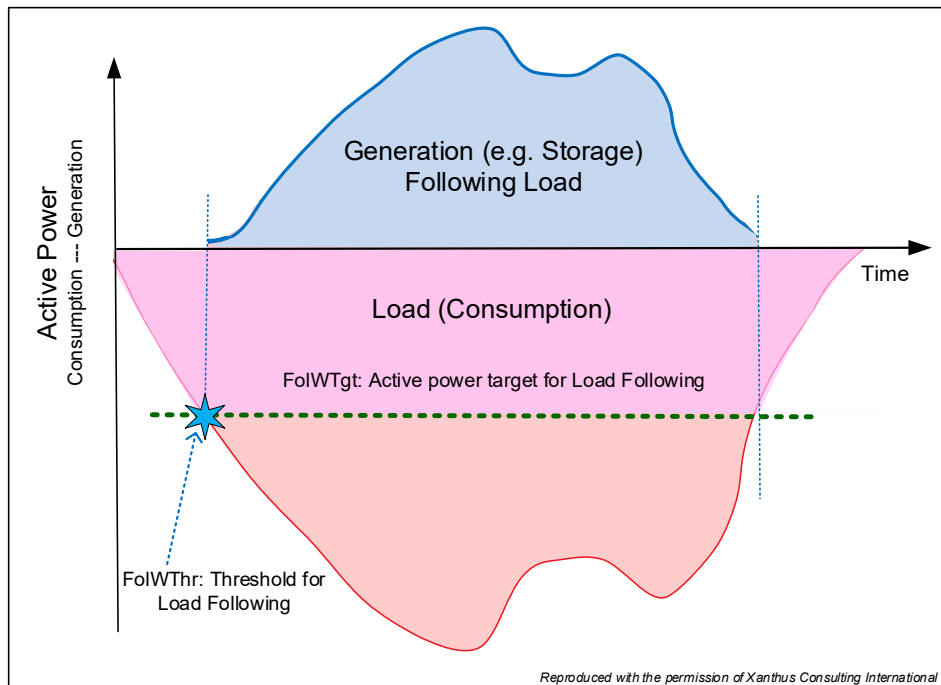 Generation (e.g. Storage)
Following Load
Active Power
Consumption --- Generation
Time
Load (Consumption)
FolWTgt: Active power target for Load Following
FolWThr: Threshold for
Load Following
Reproduced with the permission of Xanthus Consulting International